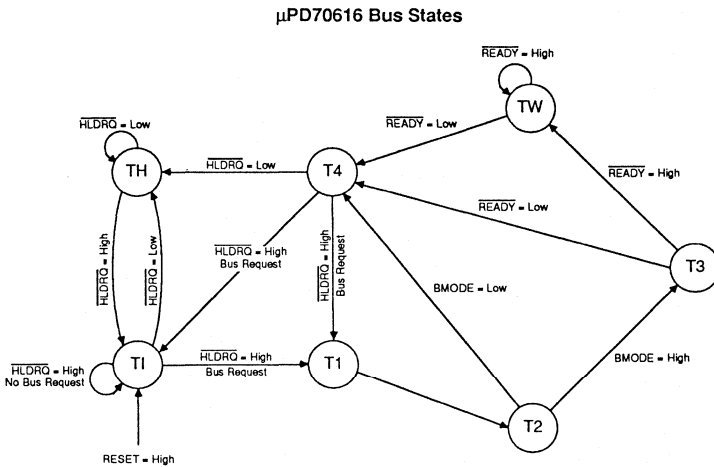 μPD70616 Bus States
READY = High
TW
HLDRQ = Low
READY = Low
TH
HLDRQ = Low
T4
READY = High
READY = Low
HLDRQ = High
HLDRQ = Low
HLDRQ = High
Bus Request
HLDRQ = High
Bus Request
T3
BMODE = Low
HLDRQ = High
No Bus Request
TI
HLDRQ = High
Bus Request
T1
BMODE = High
T2
RESET = High